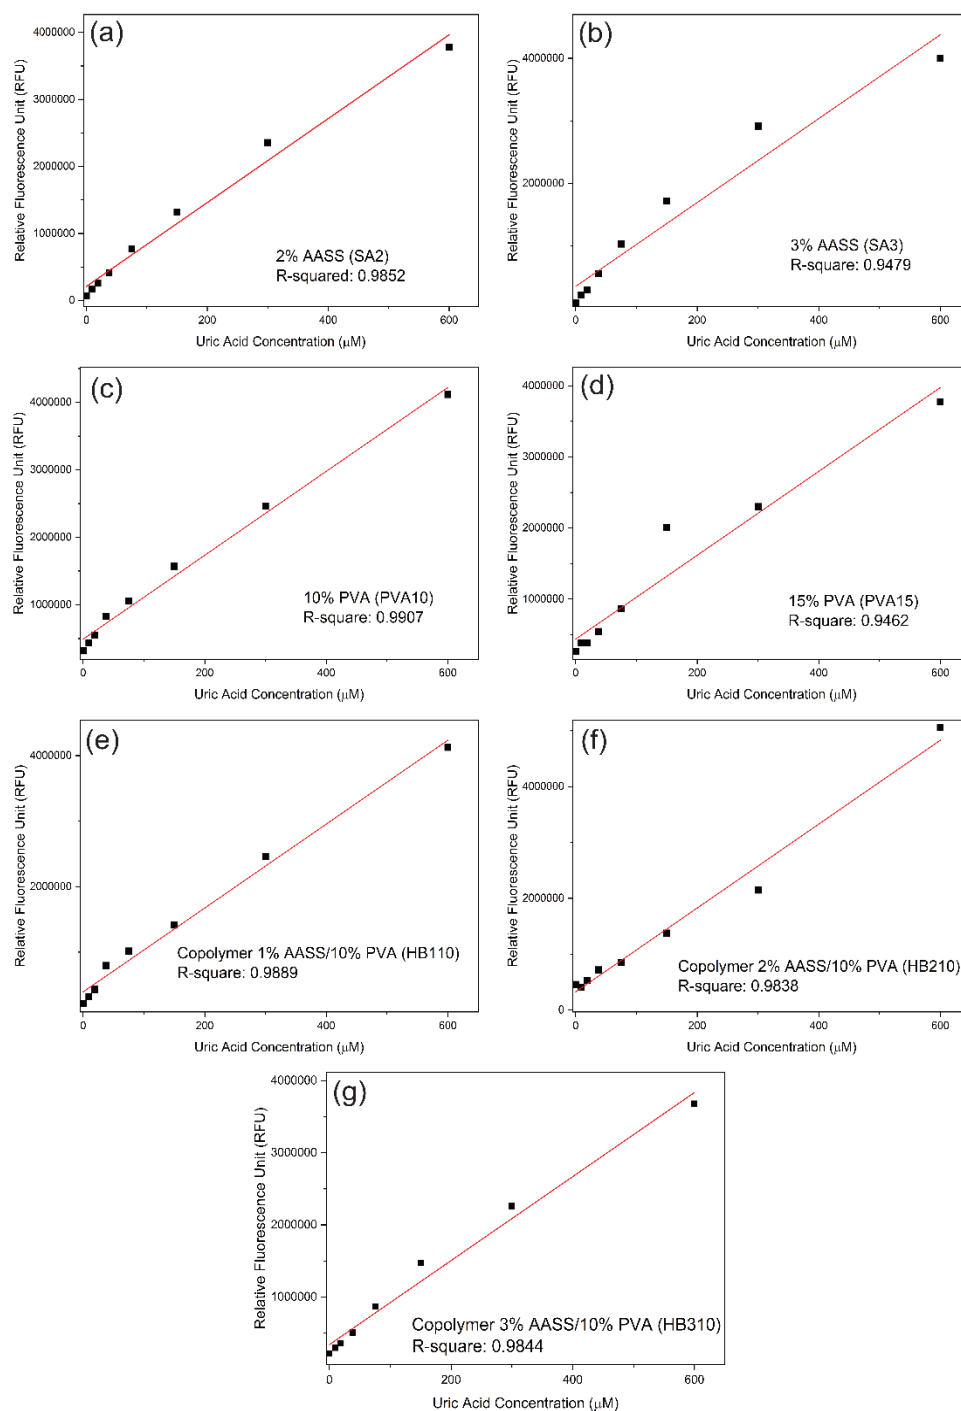 (a)
4000000
3000000
2000000
1000000
0
Relative Fluorescence Unit (RFU)
2% AASS (SA2)
R-squared: 0.9852
0 200 400 600
Uric Acid Concentration (μM)
(b)
4000000
2000000
Relative Fluorescence Unit (RFU)
3% AASS (SA3)
R-square: 0.9479
0 200 400 600
Uric Acid Concentration (μM)
(c)
4000000
3000000
2000000
1000000
Relative Fluorescence Unit (RFU)
10% PVA (PVA10)
R-square: 0.9907
0 200 400 600
Uric Acid Concentration (μM)
(d)
4000000
3000000
2000000
1000000
Relative Fluorescence Unit (RFU)
15% PVA (PVA15)
R-square: 0.9462
0 200 400 600
Uric Acid Concentration (μM)
(e)
4000000
2000000
Relative Fluorescence Unit (RFU)
Copolymer 1% AASS/10% PVA (HB110)
R-square: 0.9889
0 200 400 600
Uric Acid Concentration (μM)
(f)
4000000
2000000
0
Relative Fluorescence Unit (RFU)
Copolymer 2% AASS/10% PVA (HB210)
R-square: 0.9838
0 200 400 600
Uric Acid Concentration (μM)
(g)
4000000
3000000
2000000
1000000
Relative Fluorescence Unit (RFU)
Copolymer 3% AASS/10% PVA (HB310)
R-square: 0.9844
0 200 400 600
Uric Acid Concentration (μM)